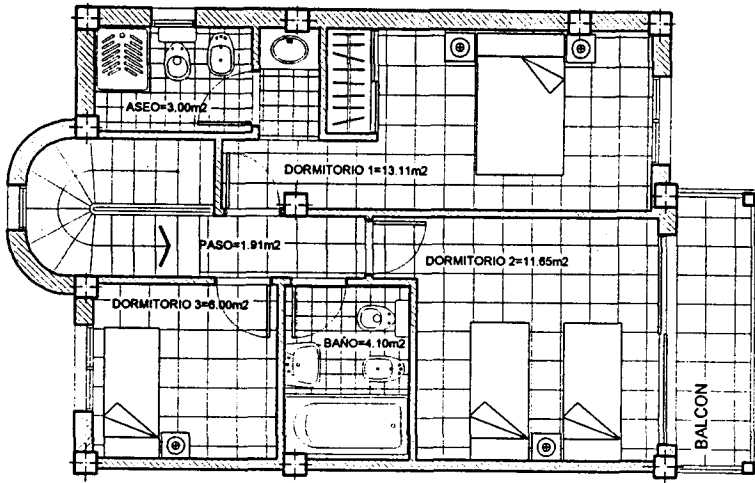 ASEO=3.00m2
DORMITORIO 1=13.11m2
PASO=1.91m2
DORMITORIO 2=11.65m2
DORMITORIO 3=6.00m2
BAÑO=4.10m2
BALCON